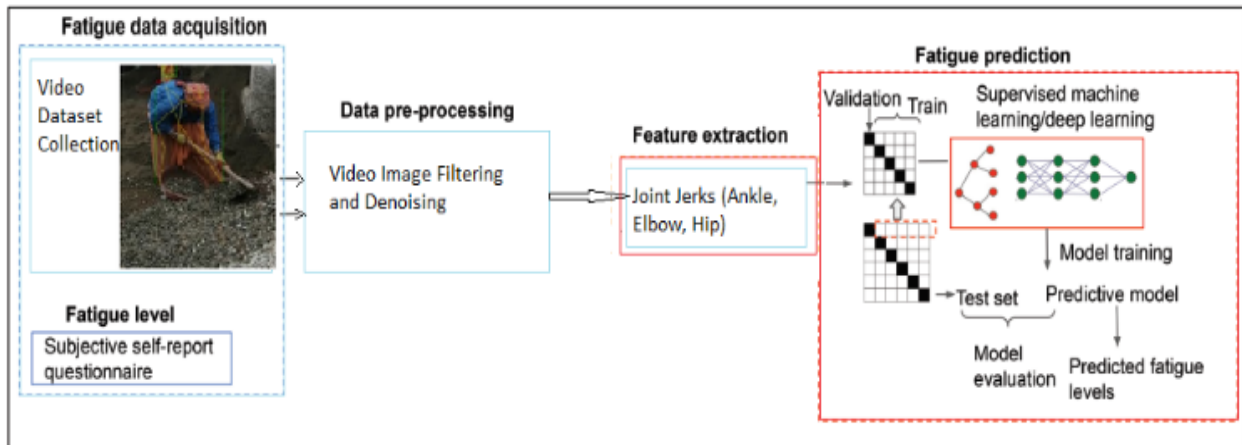 Fatigue data acquisition
Video
Dataset
Collection
Fatigue level
Subjective self-report
questionnaire
Data pre-processing
Video Image Filtering
and Denoising
Feature extraction
Joint Jerks (Ankle,
Elbow, Hip)
Fatigue prediction
Validation
Train
Supervised machine
learning/deep learning
Model training
Test set
Predictive model
Model
evaluation
Predicted fatigue
levels